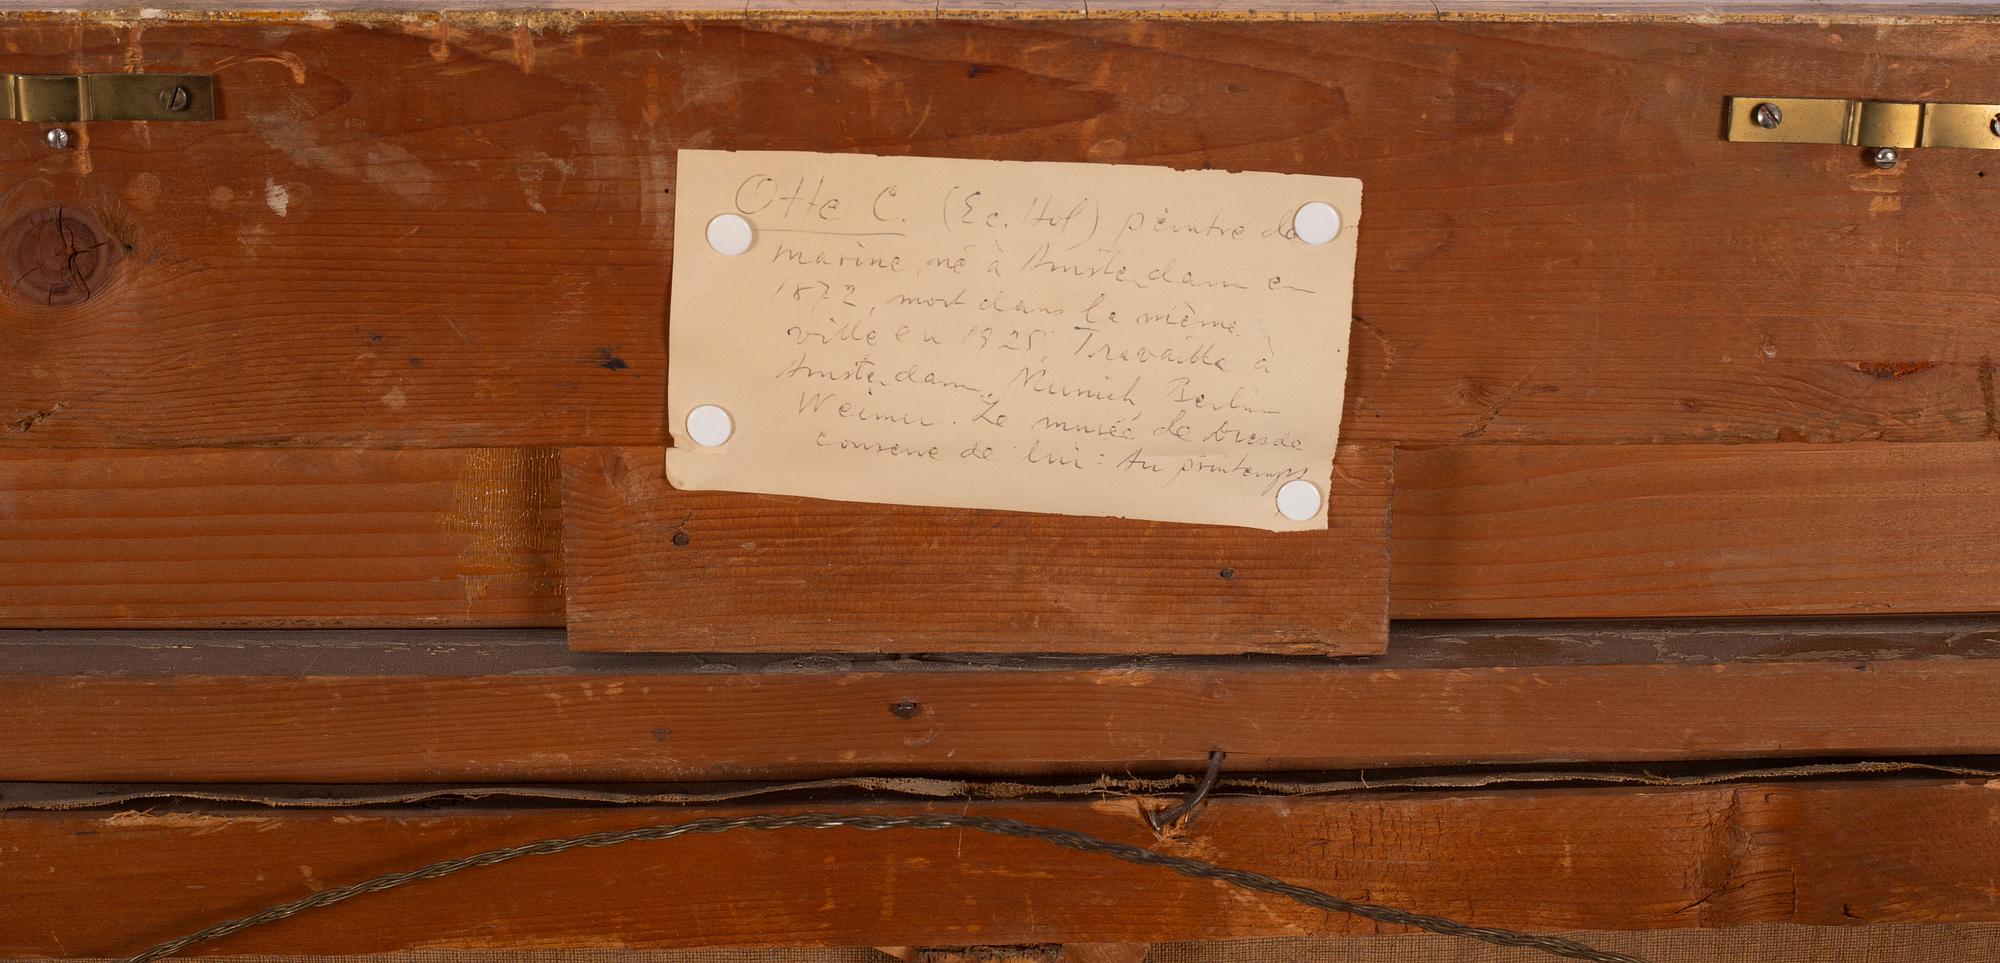 Otte C. (Ec. Hol) peintre de
marine, né à Amsterdam en
1872, mort dans la même
ville en 1925, Travailla à
Amsterdam, Munich, Berlin
Weimar. Le musée de Dresde
conserve de lui: Au printemps